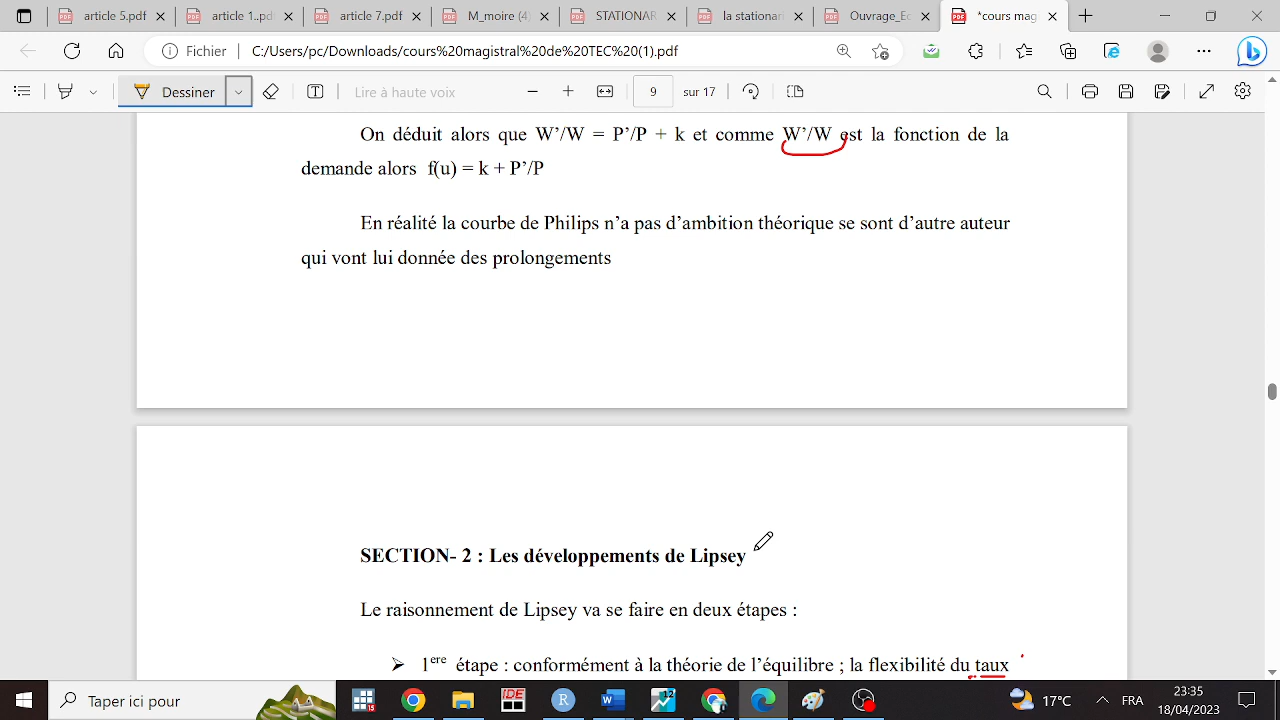 article 5.pdf
article 1.pdf
article 7.pdf
M_moire (4)
STATIONAR
la stationar
Ouvrage_Ec
*cours mag
Fichier
C:/Users/pc/Downloads/cours%20magistral%20de%20TEC%20(1).pdf
Dessiner
Lire à haute voix
9
sur 17
On déduit alors que W’/W = P’/P + k et comme W’/W est la fonction de la
demande alors f(u) = k + P’/P
En réalité la courbe de Philips n’a pas d’ambition théorique se sont d’autre auteur
qui vont lui donnée des prolongements
SECTION- 2 : Les développements de Lipsey
Le raisonnement de Lipsey va se faire en deux étapes :
➢ 1ere étape : conformément à la théorie de l’équilibre ; la flexibilité du taux
Taper ici pour
15
IDE
R
12
17°C
FRA
23:35
18/04/2023